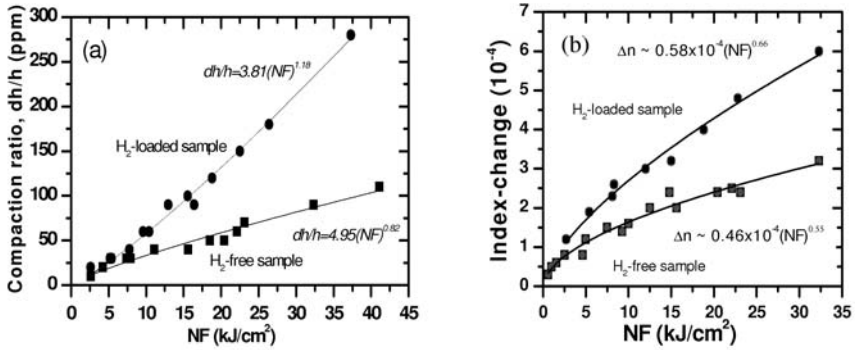 (a)
Compaction ratio, dh/h (ppm)
300
250
200
150
100
50
0
dh/h=3.81(NF)^1.18
H₂-loaded sample
dh/h=4.95(NF)^0.82
H₂-free sample
0 5 10 15 20 25 30 35 40 45
NF (kJ/cm²)
(b)
Index-change (10⁻⁴)
7
6
5
4
3
2
1
0
Δn ~ 0.58x10⁻⁴(NF)^0.66
H₂-loaded sample
Δn ~ 0.46x10⁻⁴(NF)^0.55
H₂-free sample
0 5 10 15 20 25 30 35
NF (kJ/cm²)